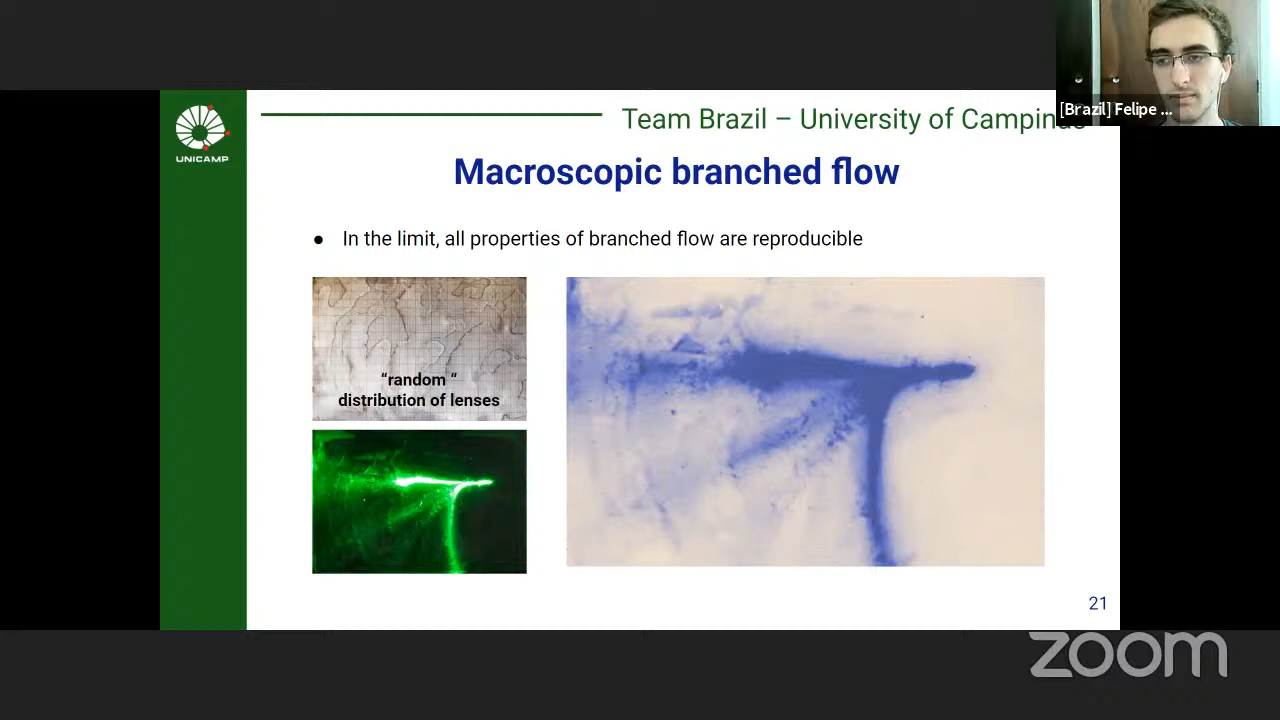 [Brazil] Felipe ...
UNICAMP
Team Brazil – University of Campinas
Macroscopic branched flow
● In the limit, all properties of branched flow are reproducible
“random “
distribution of lenses
21
zoom